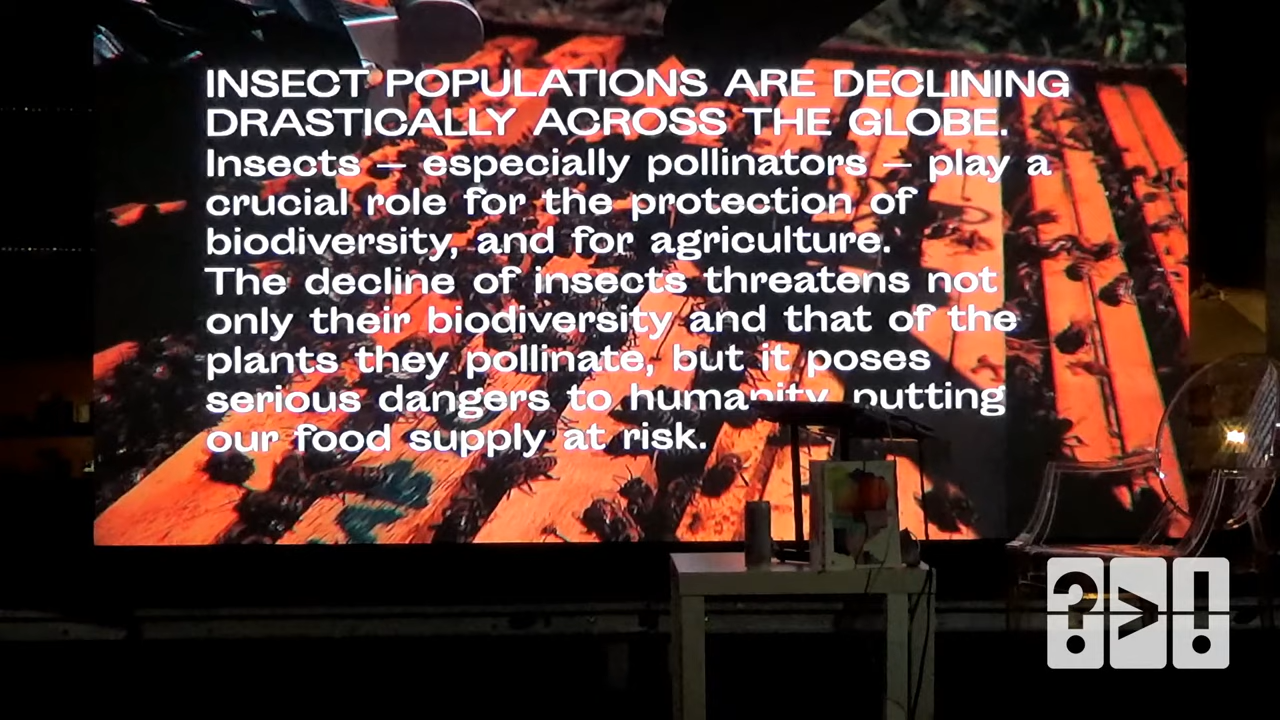 INSECT POPULATIONS ARE DECLINING
DRASTICALLY ACROSS THE GLOBE.
Insects – especially pollinators – play a
crucial role for the protection of
biodiversity, and for agriculture.
The decline of insects threatens not
only their biodiversity and that of the
plants they pollinate, but it poses
serious dangers to humanity, putting
our food supply at risk.
?>!